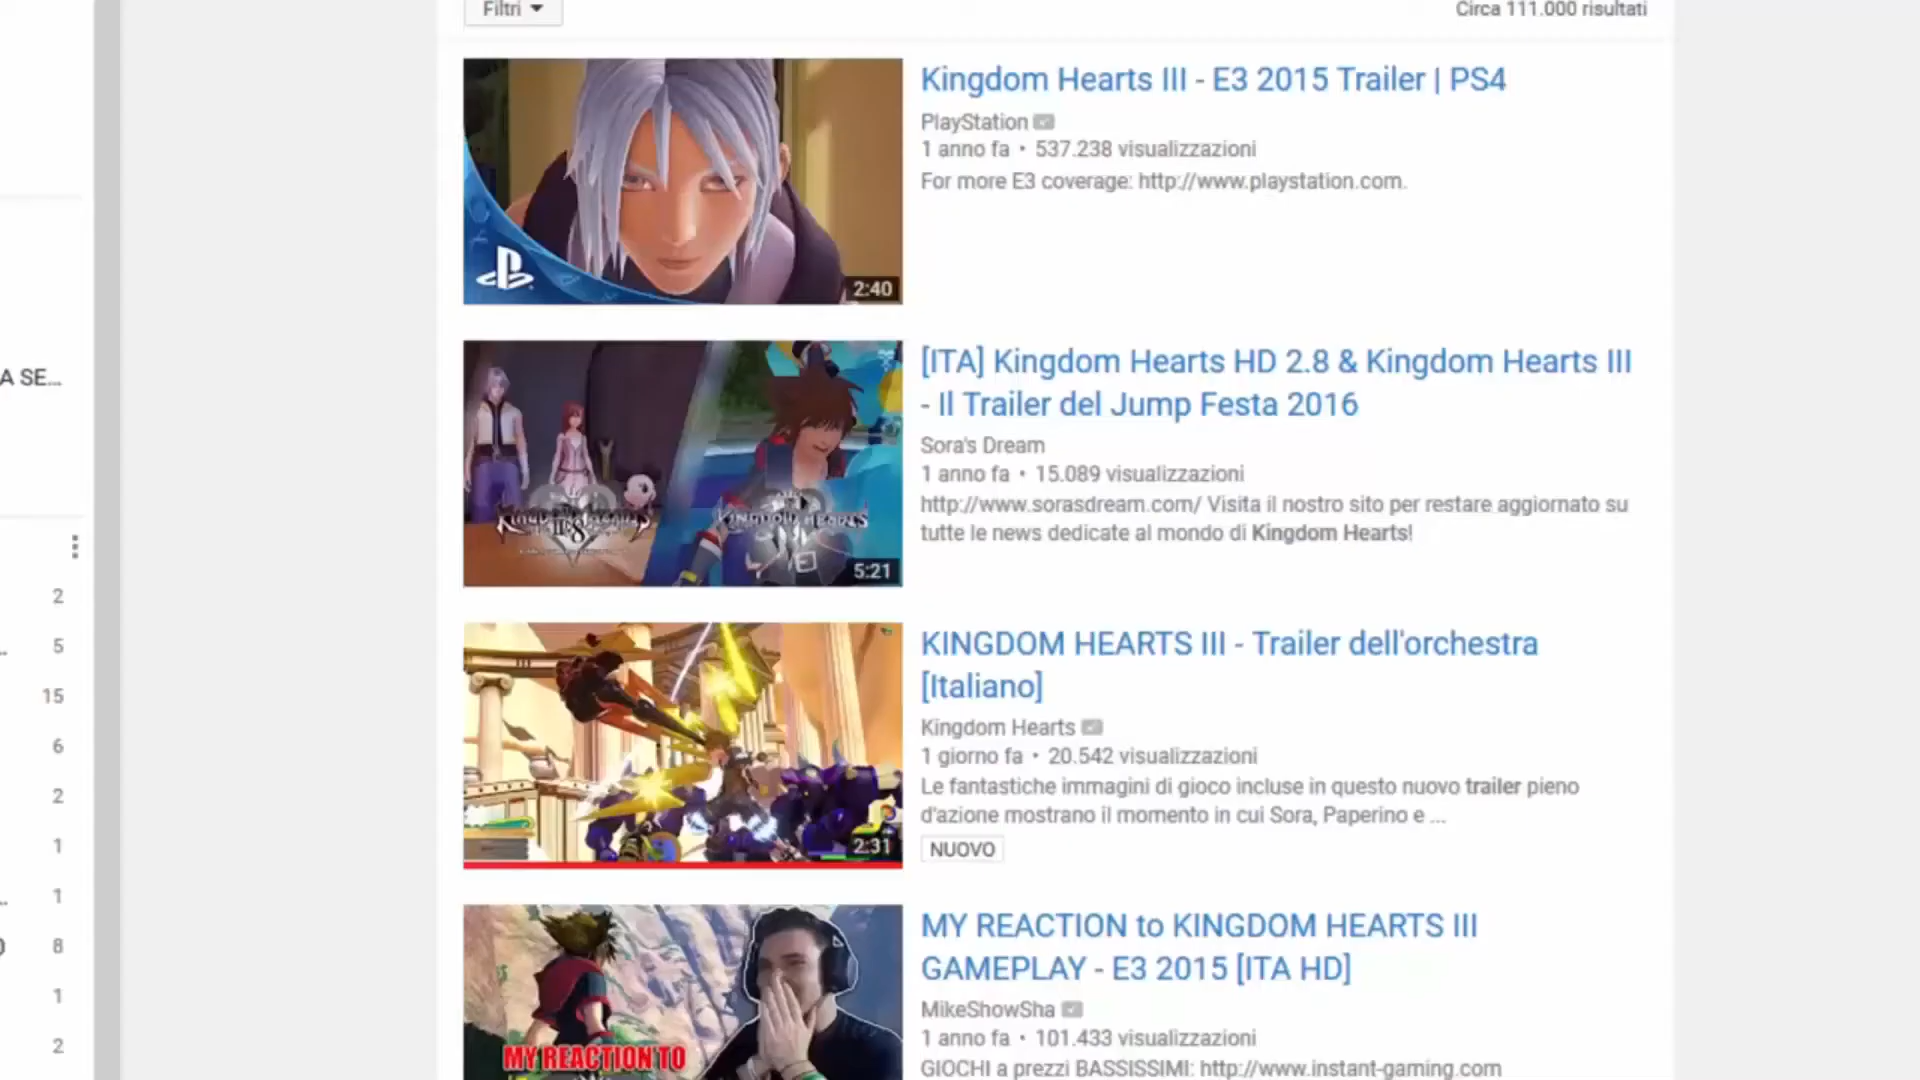 Filtri
Circa 111.000 risultati
Kingdom Hearts III - E3 2015 Trailer | PS4
PlayStation
1 anno fa • 537.238 visualizzazioni
For more E3 coverage: http://www.playstation.com.
2:40
[ITA] Kingdom Hearts HD 2.8 & Kingdom Hearts III
- Il Trailer del Jump Festa 2016
Sora's Dream
1 anno fa • 15.089 visualizzazioni
http://www.sorasdream.com/ Visita il nostro sito per restare aggiornato su
tutte le news dedicate al mondo di Kingdom Hearts!
KINGDOM HEARTS
KINGDOM HEARTS
5:21
KINGDOM HEARTS III - Trailer dell'orchestra
[Italiano]
Kingdom Hearts
1 giorno fa • 20.542 visualizzazioni
Le fantastiche immagini di gioco incluse in questo nuovo trailer pieno
d'azione mostrano il momento in cui Sora, Paperino e ...
NUOVO
2:31
MY REACTION to KINGDOM HEARTS III
GAMEPLAY - E3 2015 [ITA HD]
MikeShowSha
1 anno fa • 101.433 visualizzazioni
GIOCHI a prezzi BASSISSIMI: http://www.instant-gaming.com
MY REACTION TO
A SE...
2
5
15
6
2
1
1
8
1
2